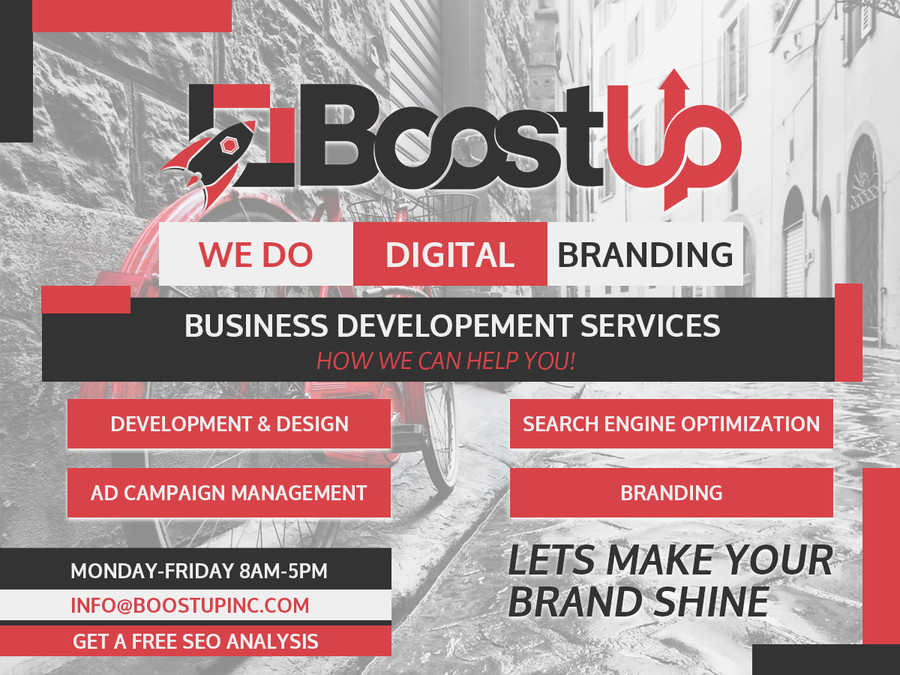 BoostUp
WE DO DIGITAL BRANDING
BUSINESS DEVELOPEMENT SERVICES
HOW WE CAN HELP YOU!
DEVELOPMENT & DESIGN
SEARCH ENGINE OPTIMIZATION
AD CAMPAIGN MANAGEMENT
BRANDING
MONDAY-FRIDAY 8AM-5PM
INFO@BOOSTUPINC.COM
GET A FREE SEO ANALYSIS
LETS MAKE YOUR
BRAND SHINE